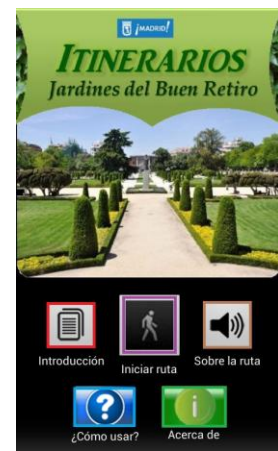 ¡MADRID!
ITINERARIOS
Jardines del Buen Retiro
Introducción
Iniciar ruta
Sobre la ruta
¿Cómo usar?
Acerca de